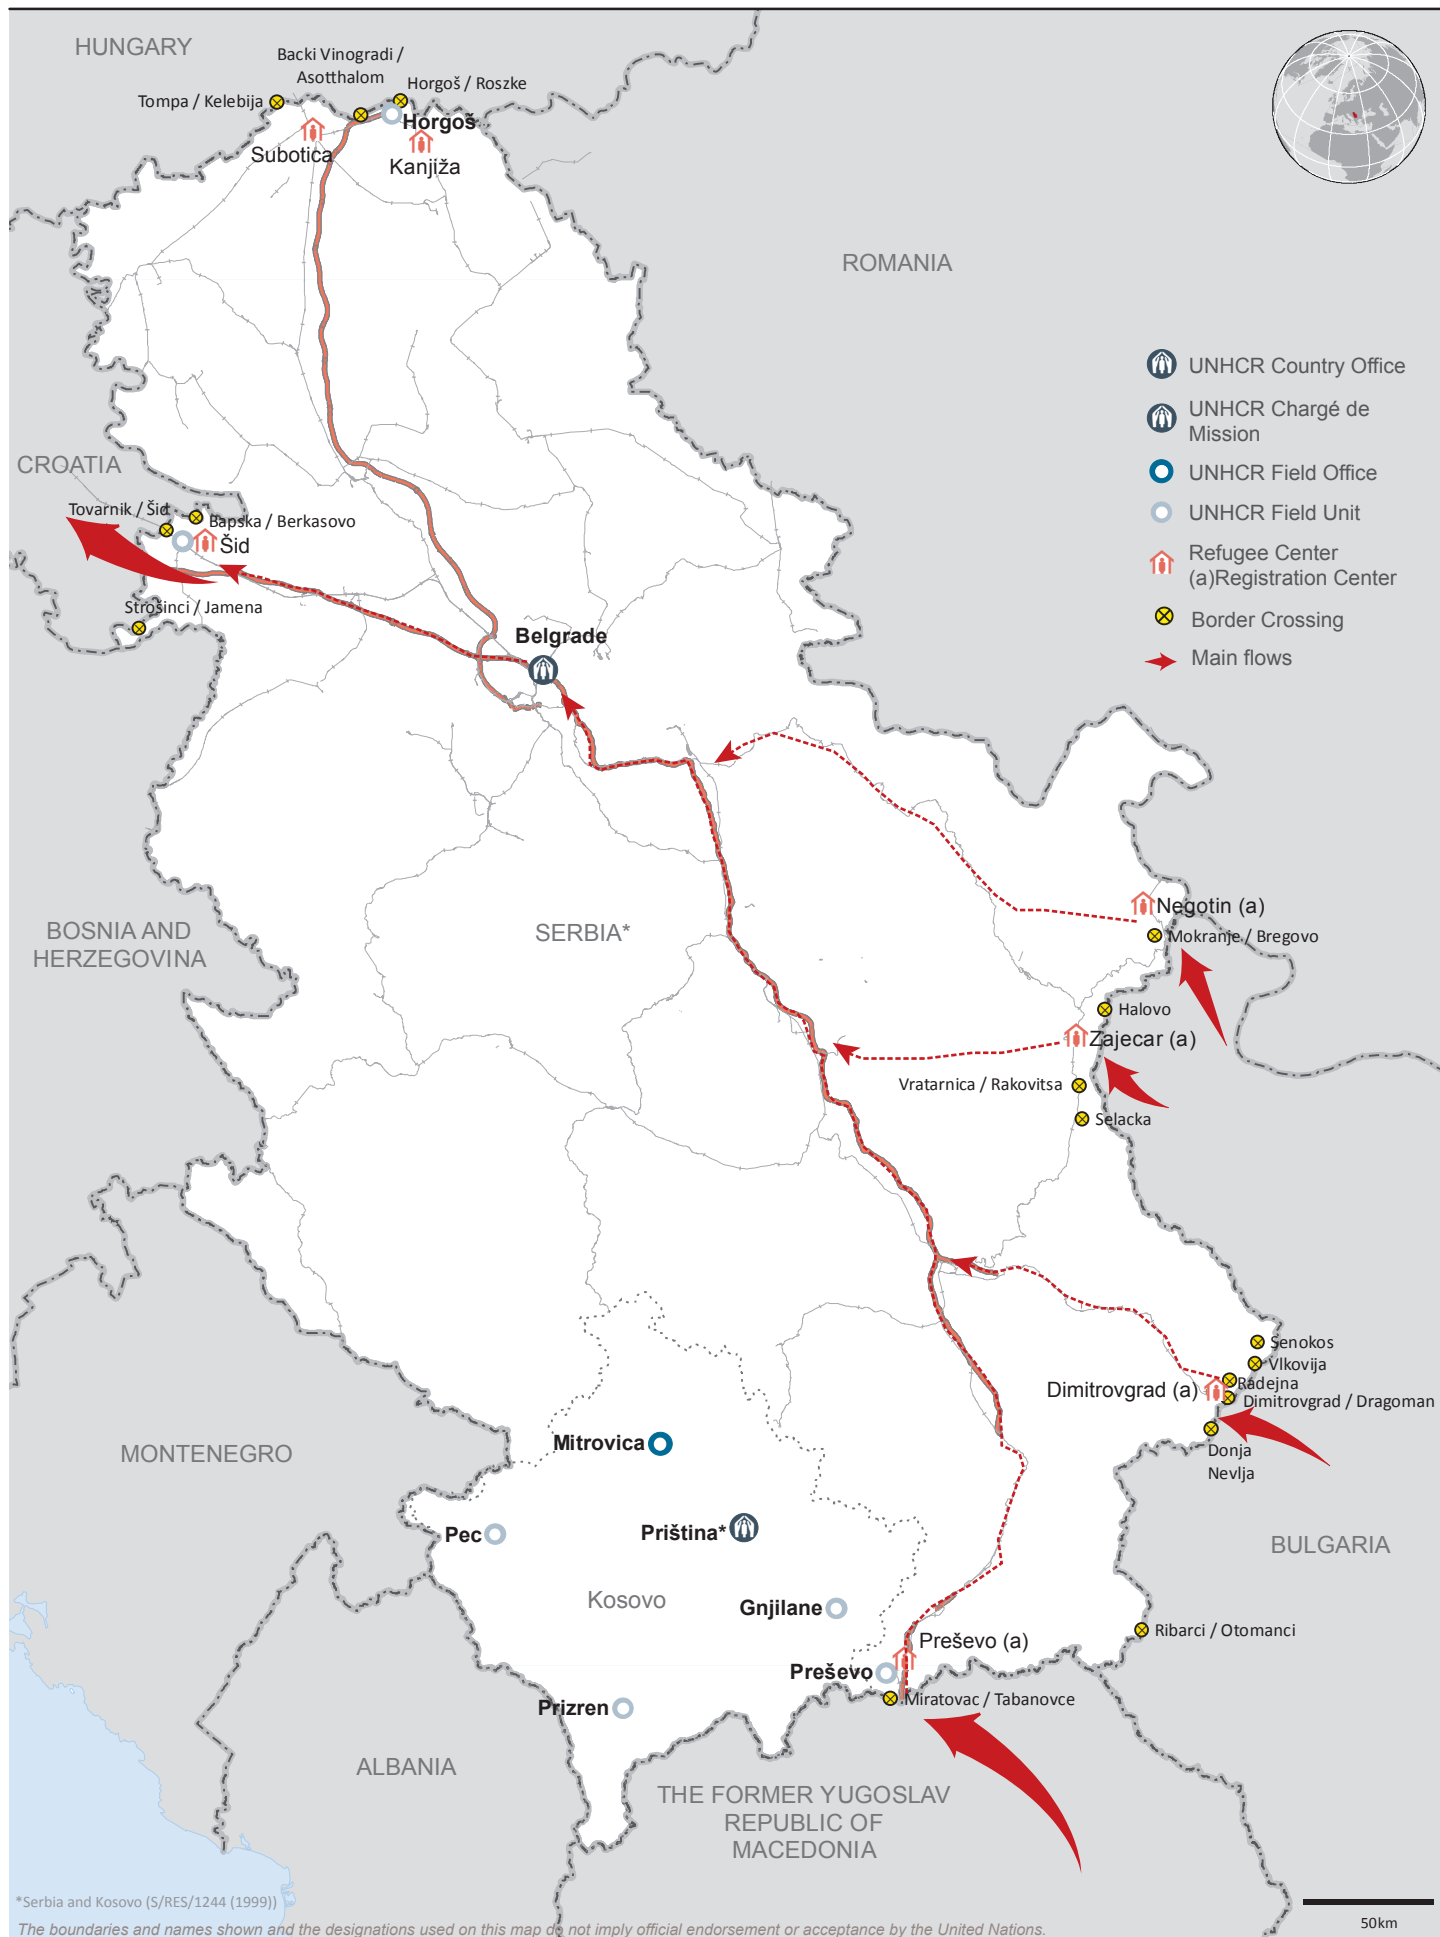 HUNGARY
Backi Vinogradi /
Asotthalom
Horgoš / Roszke
Tompa / Kelebija
Horgoš
Subotica
Kanjiža
ROMANIA
UNHCR Country Office
UNHCR Chargé de
Mission
UNHCR Field Office
UNHCR Field Unit
Refugee Center
(a)Registration Center
Border Crossing
Main flows
CROATIA
Tovarnik / Šid
Bapska / Berkasovo
Šid
Strošinci / Jamena
Belgrade
BOSNIA AND
HERZEGOVINA
SERBIA*
Negotin (a)
Mokranje / Bregovo
Halovo
Zajecar (a)
Vratarnica / Rakovitsa
Selacka
Senokos
Vlkovija
Radejna
Dimitrovgrad (a)
Dimitrovgrad / Dragoman
Donja
Nevlja
MONTENEGRO
Mitrovica
Pec
Priština*
BULGARIA
Kosovo
Gnjilane
Preševo (a)
Ribarci / Otomanci
Preševo
Miratovac / Tabanovce
Prizren
ALBANIA
THE FORMER YUGOSLAV
REPUBLIC OF
MACEDONIA
*Serbia and Kosovo (S/RES/1244 (1999))
50km
The boundaries and names shown and the designations used on this map do not imply official endorsement or acceptance by the United Nations.